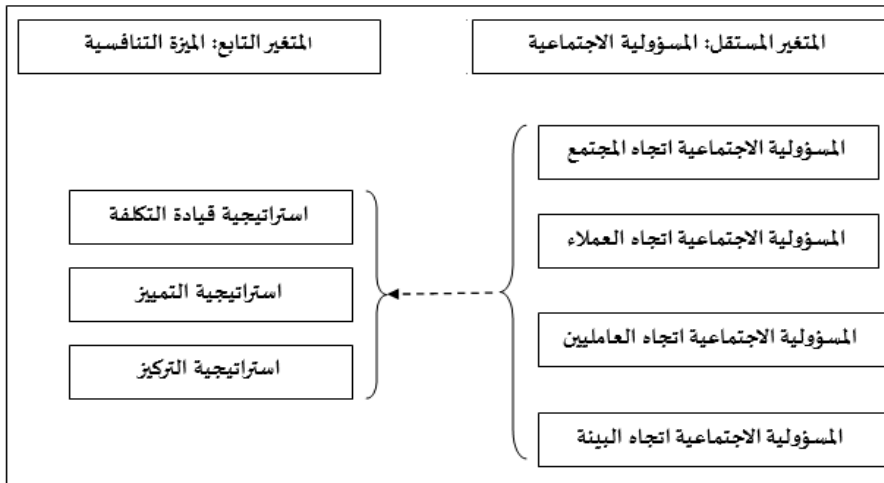 المتغير المستقل: المسؤولية الاجتماعية
المتغير التابع: الميزة التنافسية
المسؤولية الاجتماعية اتجاه المجتمع
المسؤولية الاجتماعية اتجاه العملاء
المسؤولية الاجتماعية اتجاه العامليين
المسؤولية الاجتماعية اتجاه البيئة
استراتيجية قيادة التكلفة
استراتيجية التمييز
استراتيجية التركيز